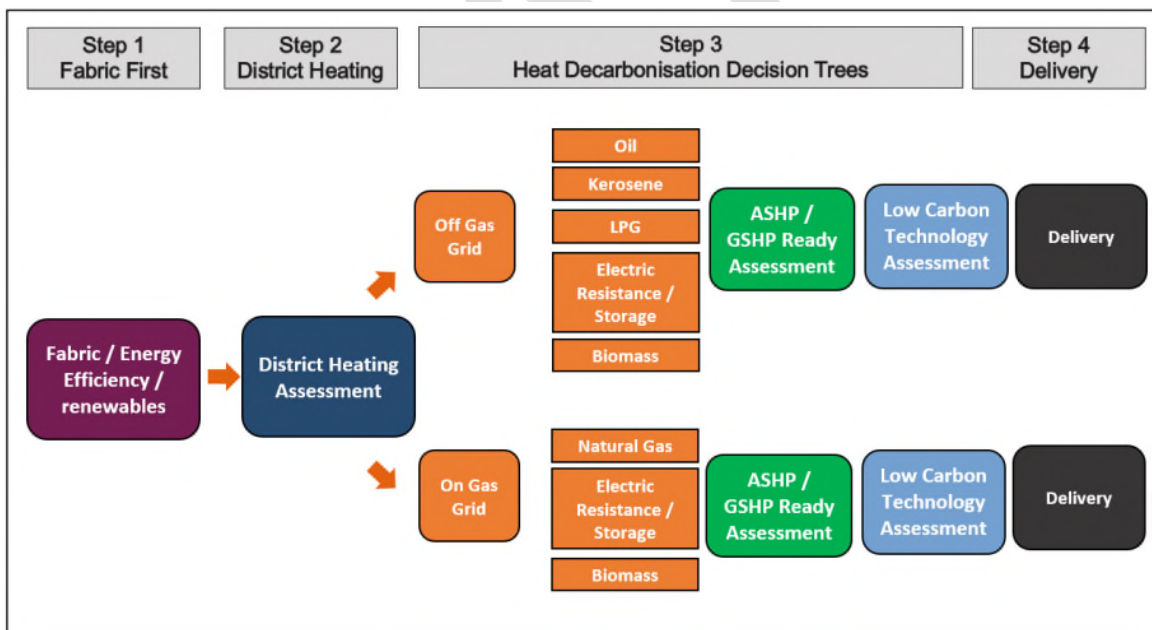 Step 1
Fabric First
Step 2
District Heating
Step 3
Heat Decarbonisation Decision Trees
Step 4
Delivery
Fabric / Energy
Efficiency /
renewables
District Heating
Assessment
Off Gas
Grid
Oil
Kerosene
LPG
Electric
Resistance /
Storage
Biomass
ASHP /
GSHP Ready
Assessment
Low Carbon
Technology
Assessment
Delivery
On Gas
Grid
Natural Gas
Electric
Resistance /
Storage
Biomass
ASHP /
GSHP Ready
Assessment
Low Carbon
Technology
Assessment
Delivery